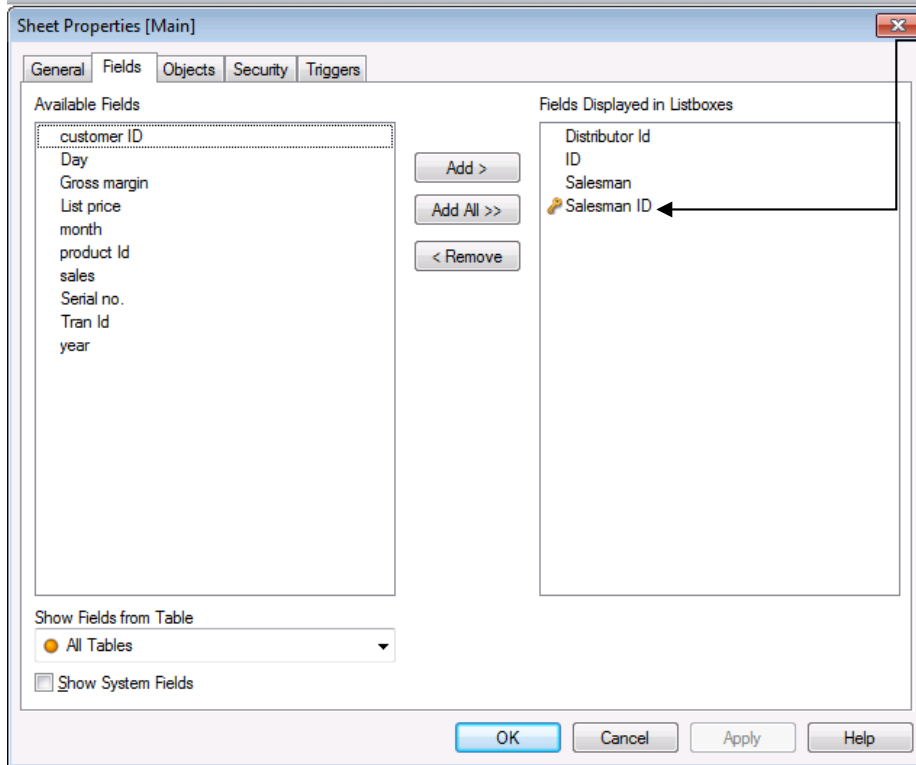 Sheet Properties [Main]
General Fields Objects Security Triggers
Available Fields
customer ID
Day
Gross margin
List price
month
product Id
sales
Serial no.
Tran Id
year
Add >
Add All >>
< Remove
Fields Displayed in Listboxes
Distributor Id
ID
Salesman
Salesman ID
Show Fields from Table
All Tables
Show System Fields
OK Cancel Apply Help